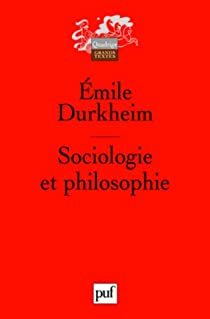 Quadrige
GRANDS
TEXTES
Émile
Durkheim
Sociologie
et philosophie
puf